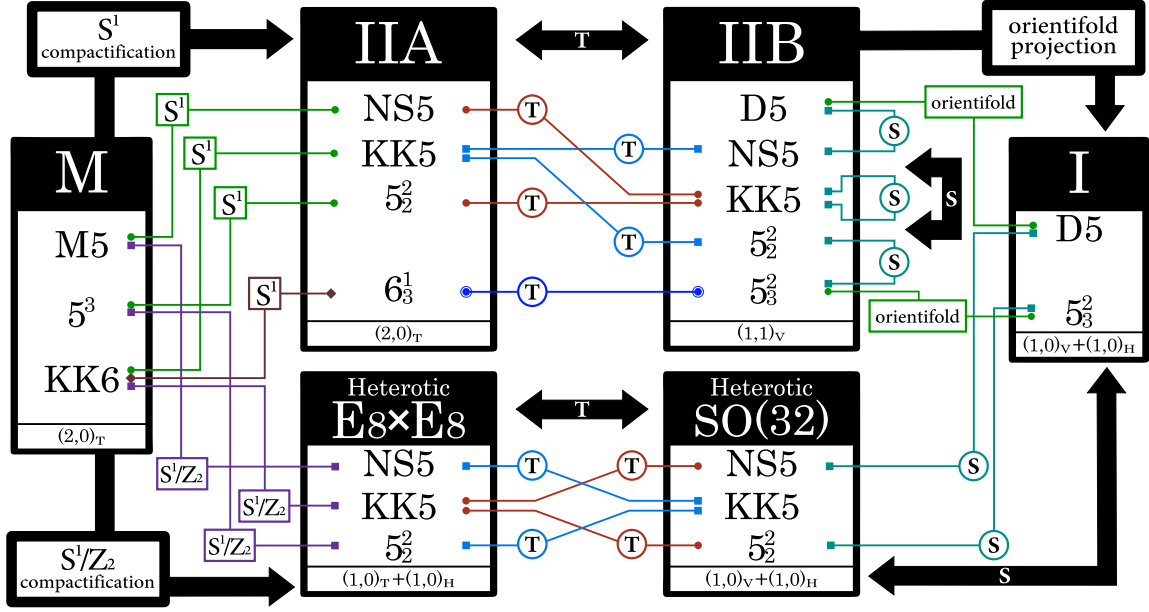 S¹
compactification
IIA
T
IIB
orientifold
projection
NS5
KK5
5²₂
6¹₃
(2,0)T
S¹
S¹
S¹
S¹
T
T
T
T
T
D5
NS5
KK5
5²₂
5²₃
(1,1)V
S
S
S
S
orientifold
orientifold
M
M5
5³
KK6
(2,0)T
I
D5
5²₃
(1,0)V+(1,0)H
Heterotic
E8×E8
NS5
KK5
5²₂
(1,0)T+(1,0)H
T
T
T
T
T
Heterotic
SO(32)
NS5
KK5
5²₂
(1,0)V+(1,0)H
S
S
S
S¹/Z₂
S¹/Z₂
S¹/Z₂
S¹/Z₂
compactification